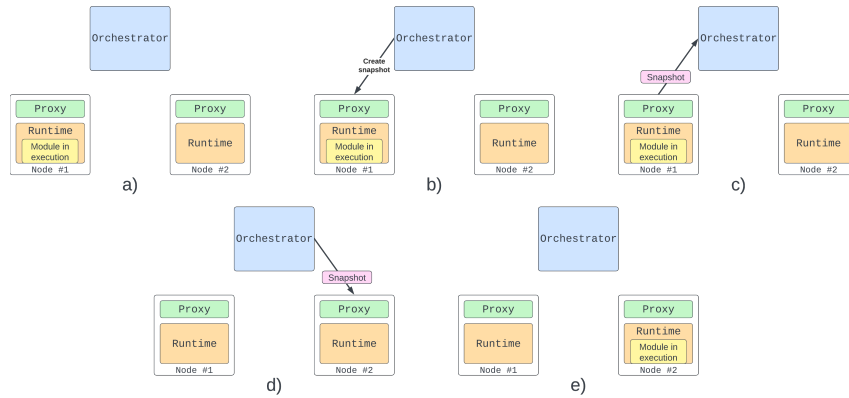 Orchestrator
Proxy
Runtime
Module in
execution
Node #1
Proxy
Runtime
Node #2
a)
Orchestrator
Create
snapshot
Proxy
Runtime
Module in
execution
Node #1
Proxy
Runtime
Node #2
b)
Orchestrator
Snapshot
Proxy
Runtime
Module in
execution
Node #1
Proxy
Runtime
Node #2
c)
Orchestrator
Snapshot
Proxy
Runtime
Node #1
Proxy
Runtime
Node #2
d)
Orchestrator
Proxy
Runtime
Node #1
Proxy
Runtime
Module in
execution
Node #2
e)